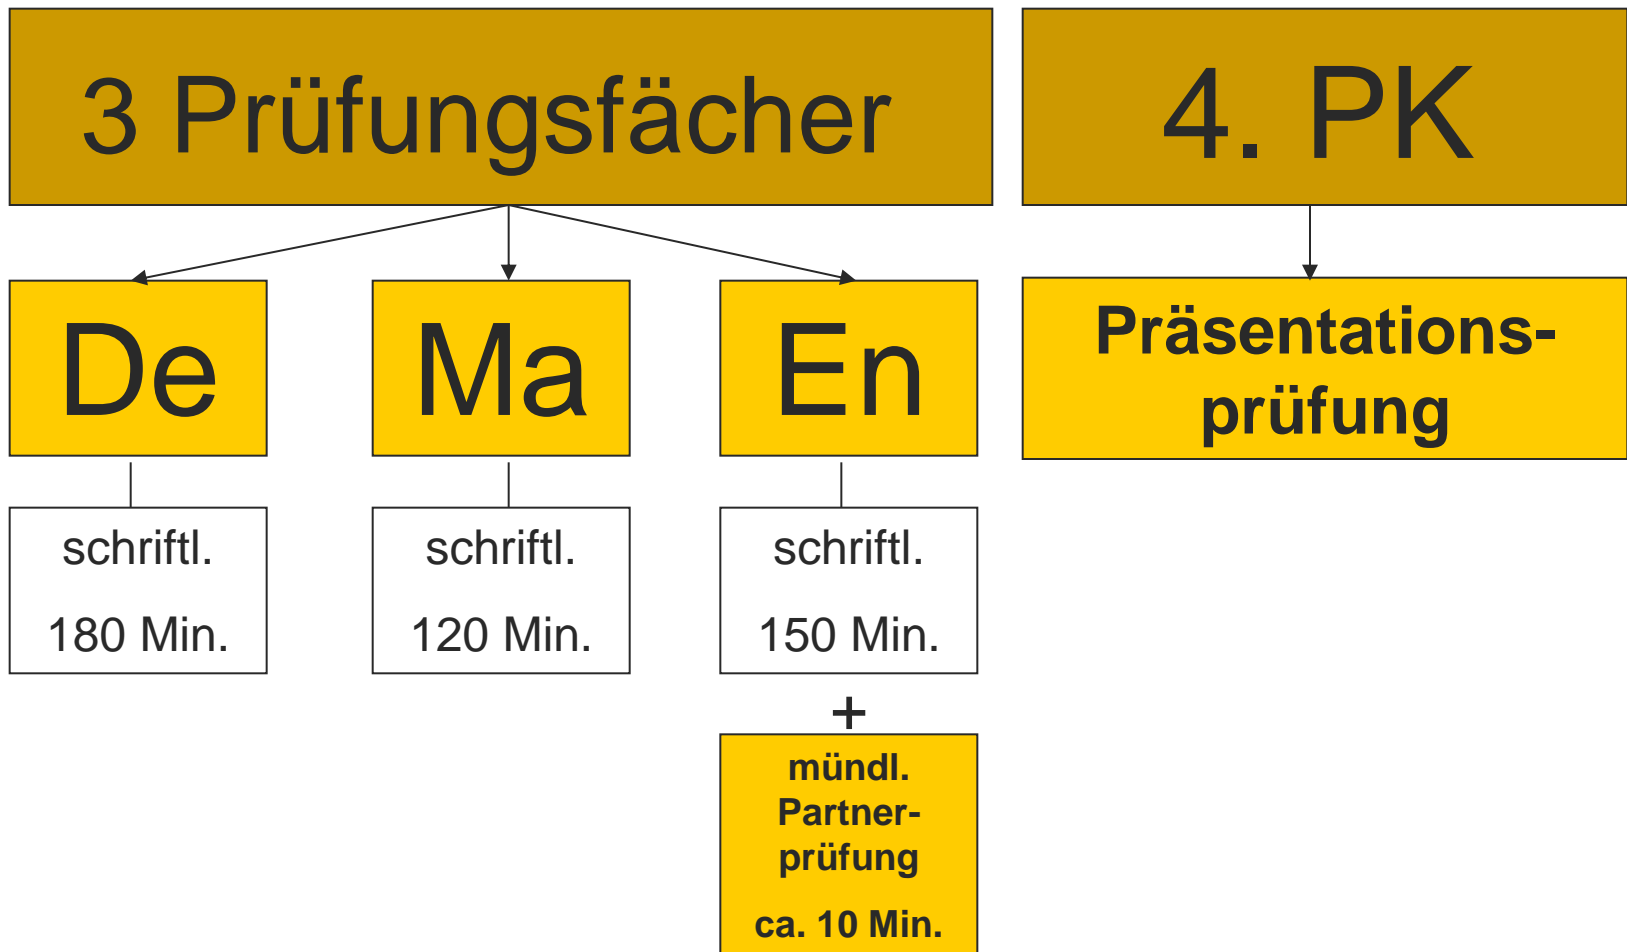 3 Prüfungsfächer
4. PK
De
Ma
En
Präsentations-
prüfung
schriftl.
180 Min.
schriftl.
120 Min.
schriftl.
150 Min.
+
mündl.
Partner-
prüfung
ca. 10 Min.